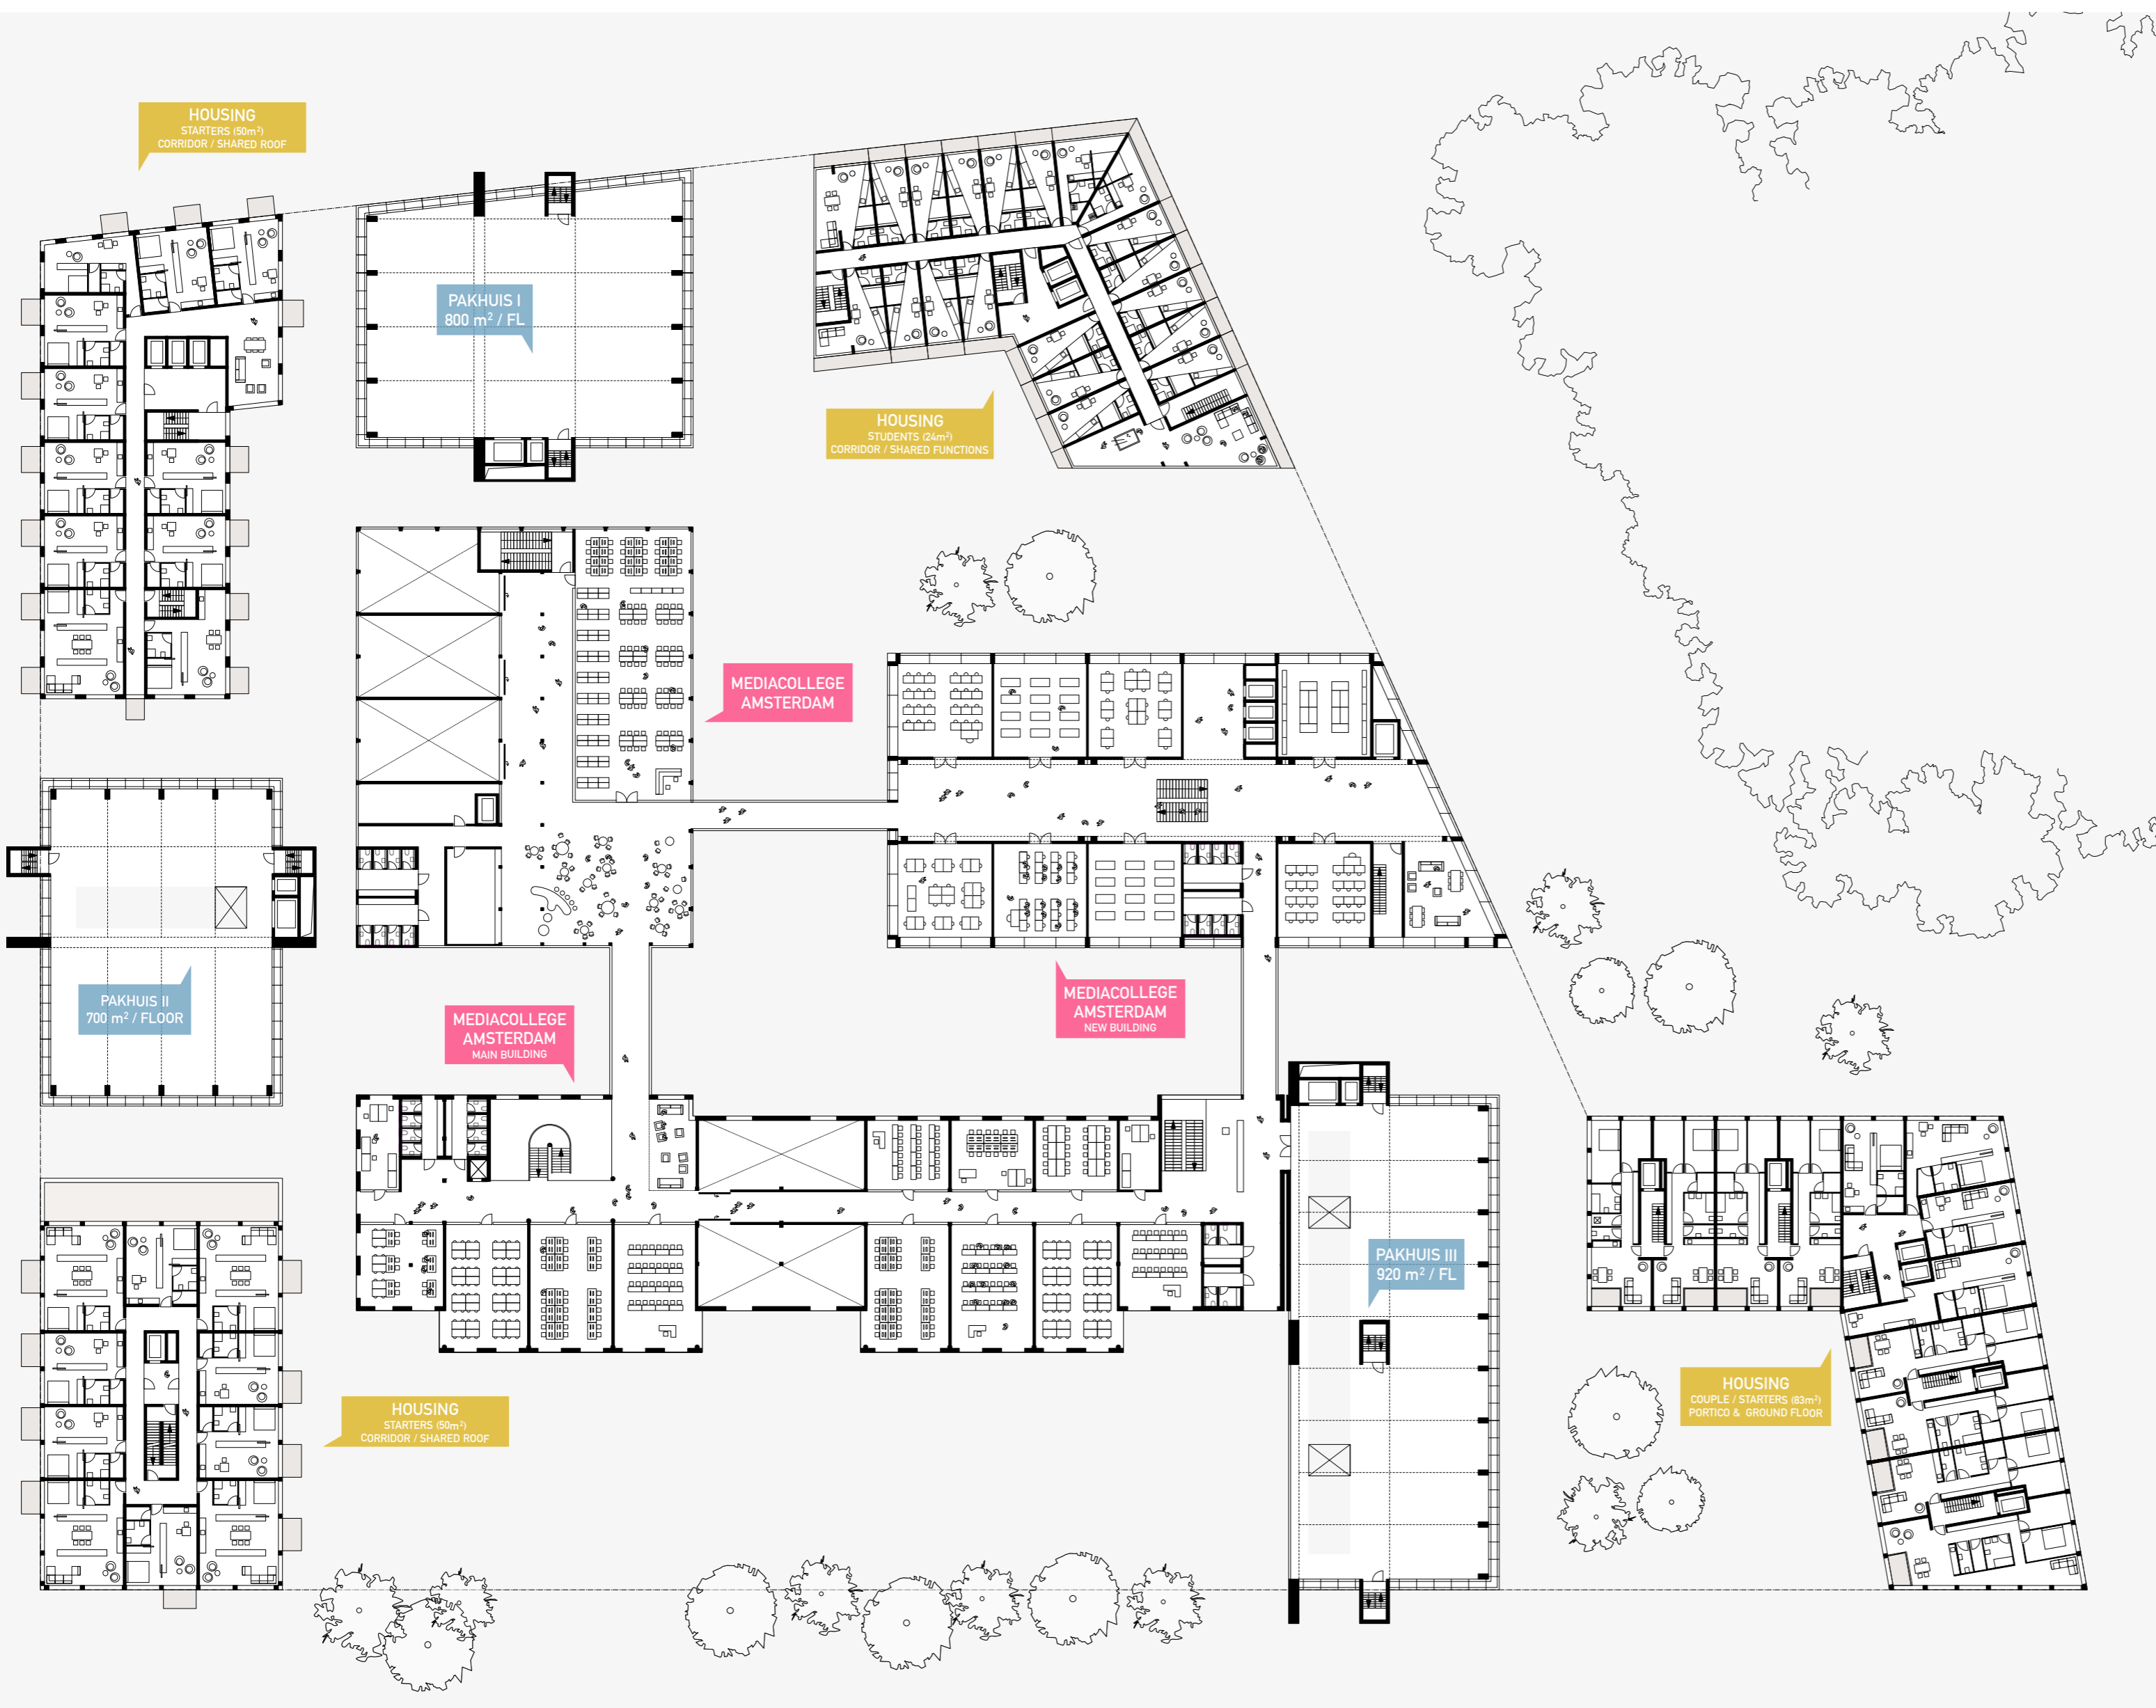 HOUSING
STARTERS (50m²)
CORRIDOR / SHARED ROOF
PAKHUIS I
800 m² / FL
HOUSING
STUDENTS (24m²)
CORRIDOR / SHARED FUNCTIONS
MEDIACOLLEGE
AMSTERDAM
PAKHUIS II
700 m² / FLOOR
MEDIACOLLEGE
AMSTERDAM
MAIN BUILDING
MEDIACOLLEGE
AMSTERDAM
NEW BUILDING
PAKHUIS III
920 m² / FL
HOUSING
STARTERS (50m²)
CORRIDOR / SHARED ROOF
HOUSING
COUPLE / STARTERS (83m²)
PORTICO & GROUND FLOOR